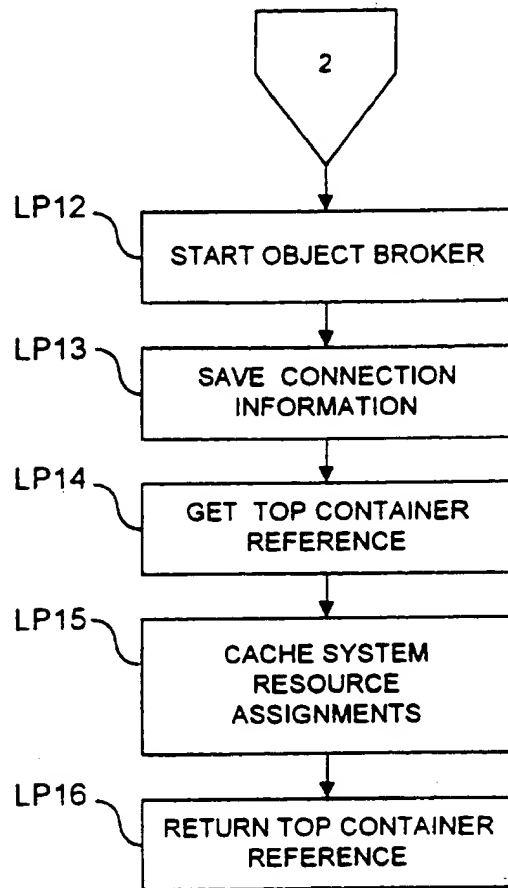 2
LP12
START OBJECT BROKER
LP13
SAVE CONNECTION
INFORMATION
LP14
GET TOP CONTAINER
REFERENCE
LP15
CACHE SYSTEM
RESOURCE
ASSIGNMENTS
LP16
RETURN TOP CONTAINER
REFERENCE